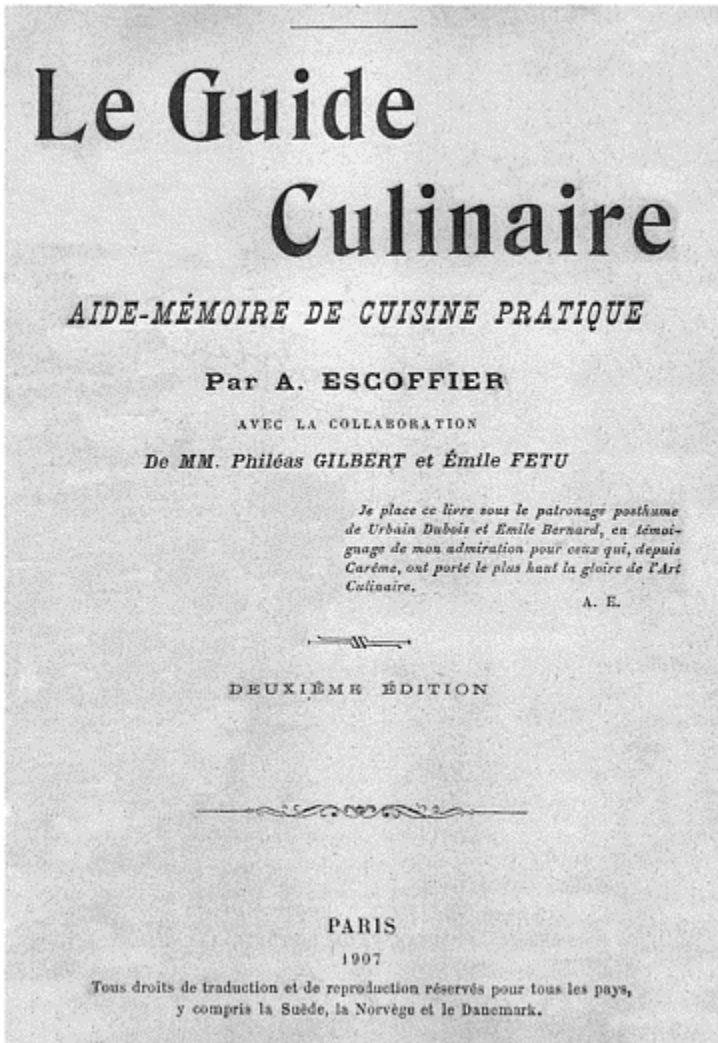 Le Guide
Culinaire
AIDE-MÉMOIRE DE CUISINE PRATIQUE
Par A. ESCOFFIER
AVEC LA COLLABORATION
De MM. Philéas GILBERT et Émile FETU
Je place ce livre sous le patronage posthume
de Urbain Dubois et Emile Bernard, en témoi-
gnage de mon admiration pour ceux qui, depuis
Carême, ont porté le plus haut la gloire de l'Art
Culinaire.
A. E.
DEUXIÈME ÉDITION
PARIS
1907
Tous droits de traduction et de reproduction réservés pour tous les pays,
y compris la Suède, la Norvège et le Danemark.